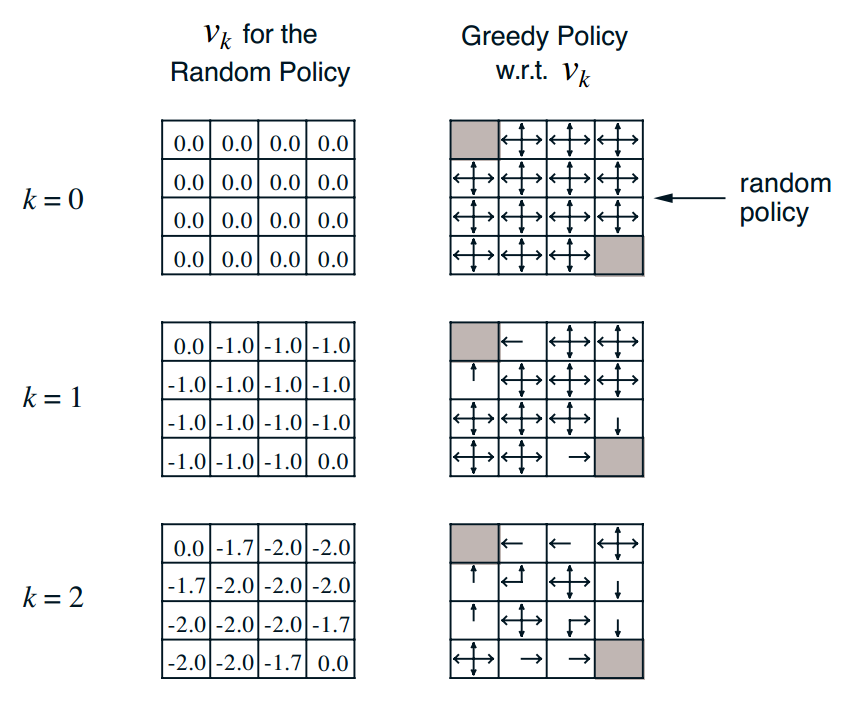 vₖ for the
Random Policy
Greedy Policy
w.r.t. vₖ
k = 0
0.0 0.0 0.0 0.0
0.0 0.0 0.0 0.0
0.0 0.0 0.0 0.0
0.0 0.0 0.0 0.0
random
policy
k = 1
0.0 -1.0 -1.0 -1.0
-1.0 -1.0 -1.0 -1.0
-1.0 -1.0 -1.0 -1.0
-1.0 -1.0 -1.0 0.0
k = 2
0.0 -1.7 -2.0 -2.0
-1.7 -2.0 -2.0 -2.0
-2.0 -2.0 -2.0 -1.7
-2.0 -2.0 -1.7 0.0